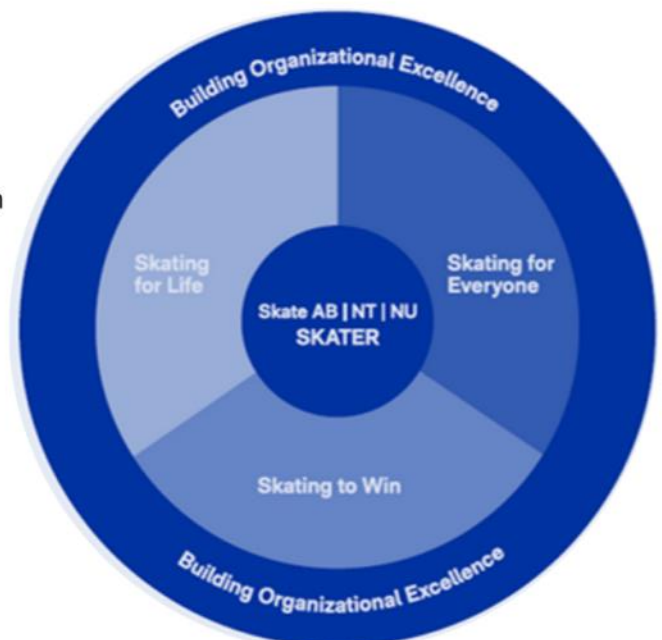 Building Organizational Excellence
Skating
for Life
Skating for
Everyone
Skate AB | NT | NU
SKATER
Skating to Win
Building Organizational Excellence